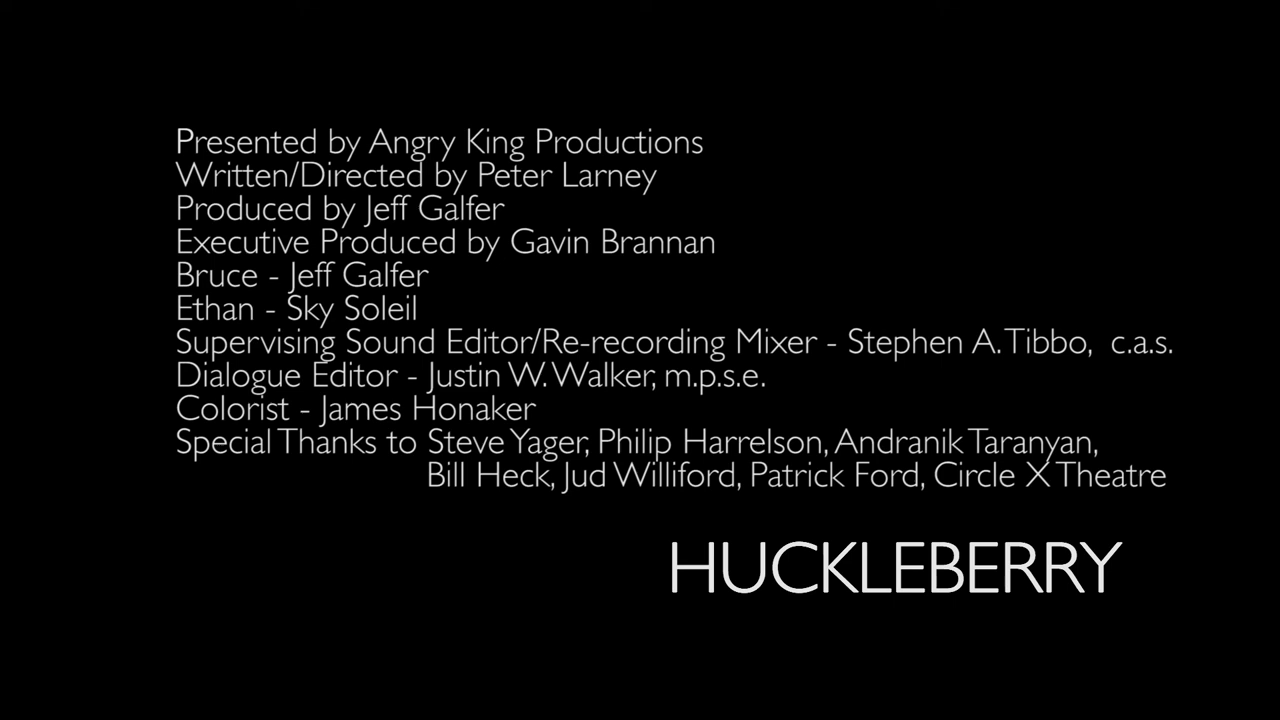 Presented by Angry King Productions
Written/Directed by Peter Larney
Produced by Jeff Galfer
Executive Produced by Gavin Brannan
Bruce - Jeff Galfer
Ethan - Sky Soleil
Supervising Sound Editor/Re-recording Mixer - Stephen A. Tibbo,  c.a.s.
Dialogue Editor - Justin W. Walker, m.p.s.e.
Colorist - James Honaker
Special Thanks to Steve Yager, Philip Harrelson, Andranik Taranyan,
Bill Heck, Jud Williford, Patrick Ford, Circle X Theatre
HUCKLEBERRY